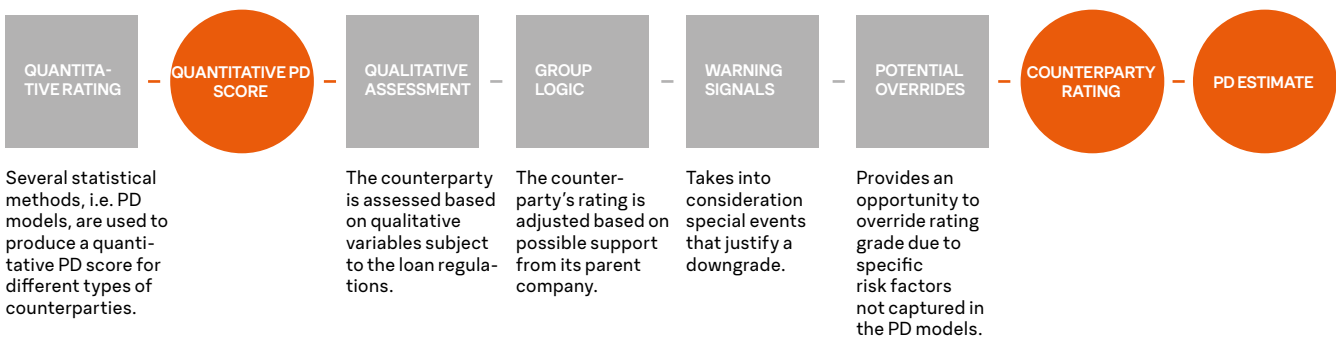 QUANTITA-
TIVE RATING
QUANTITATIVE PD
SCORE
QUALITATIVE
ASSESSMENT
GROUP
LOGIC
WARNING
SIGNALS
POTENTIAL
OVERRIDES
COUNTERPARTY
RATING
PD ESTIMATE
Several statistical
methods, i.e. PD
models, are used to
produce a quanti-
tative PD score for
different types of
counterparties.
The counterparty
is assessed based
on qualitative
variables subject
to the loan regula-
tions.
The counter-
party’s rating is
adjusted based on
possible support
from its parent
company.
Takes into
consideration
special events
that justify a
downgrade.
Provides an
opportunity to
override rating
grade due to
specific
risk factors
not captured in
the PD models.